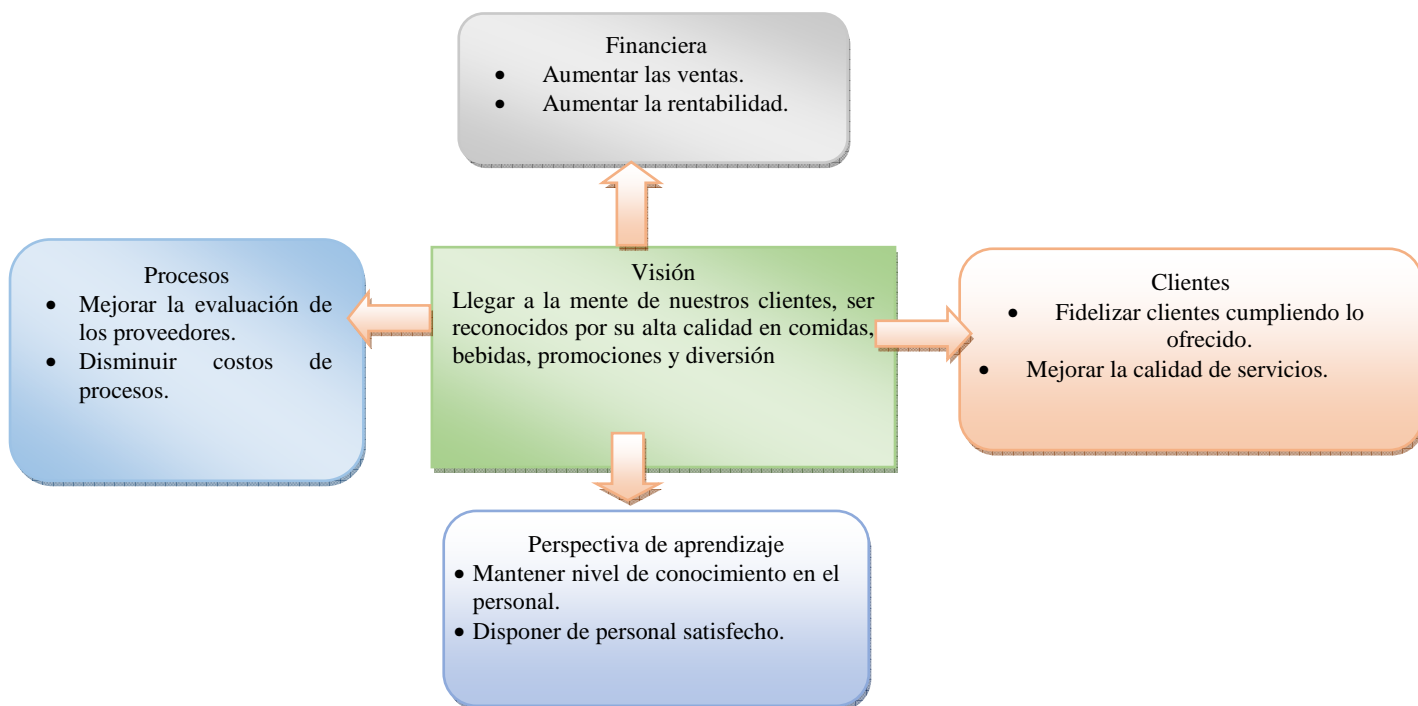 Financiera
• Aumentar las ventas.
• Aumentar la rentabilidad.
Procesos
• Mejorar la evaluación de
los proveedores.
• Disminuir costos de
procesos.
Visión
Llegar a la mente de nuestros clientes, ser
reconocidos por su alta calidad en comidas,
bebidas, promociones y diversión
Clientes
• Fidelizar clientes cumpliendo lo
ofrecido.
• Mejorar la calidad de servicios.
Perspectiva de aprendizaje
• Mantener nivel de conocimiento en el
personal.
• Disponer de personal satisfecho.